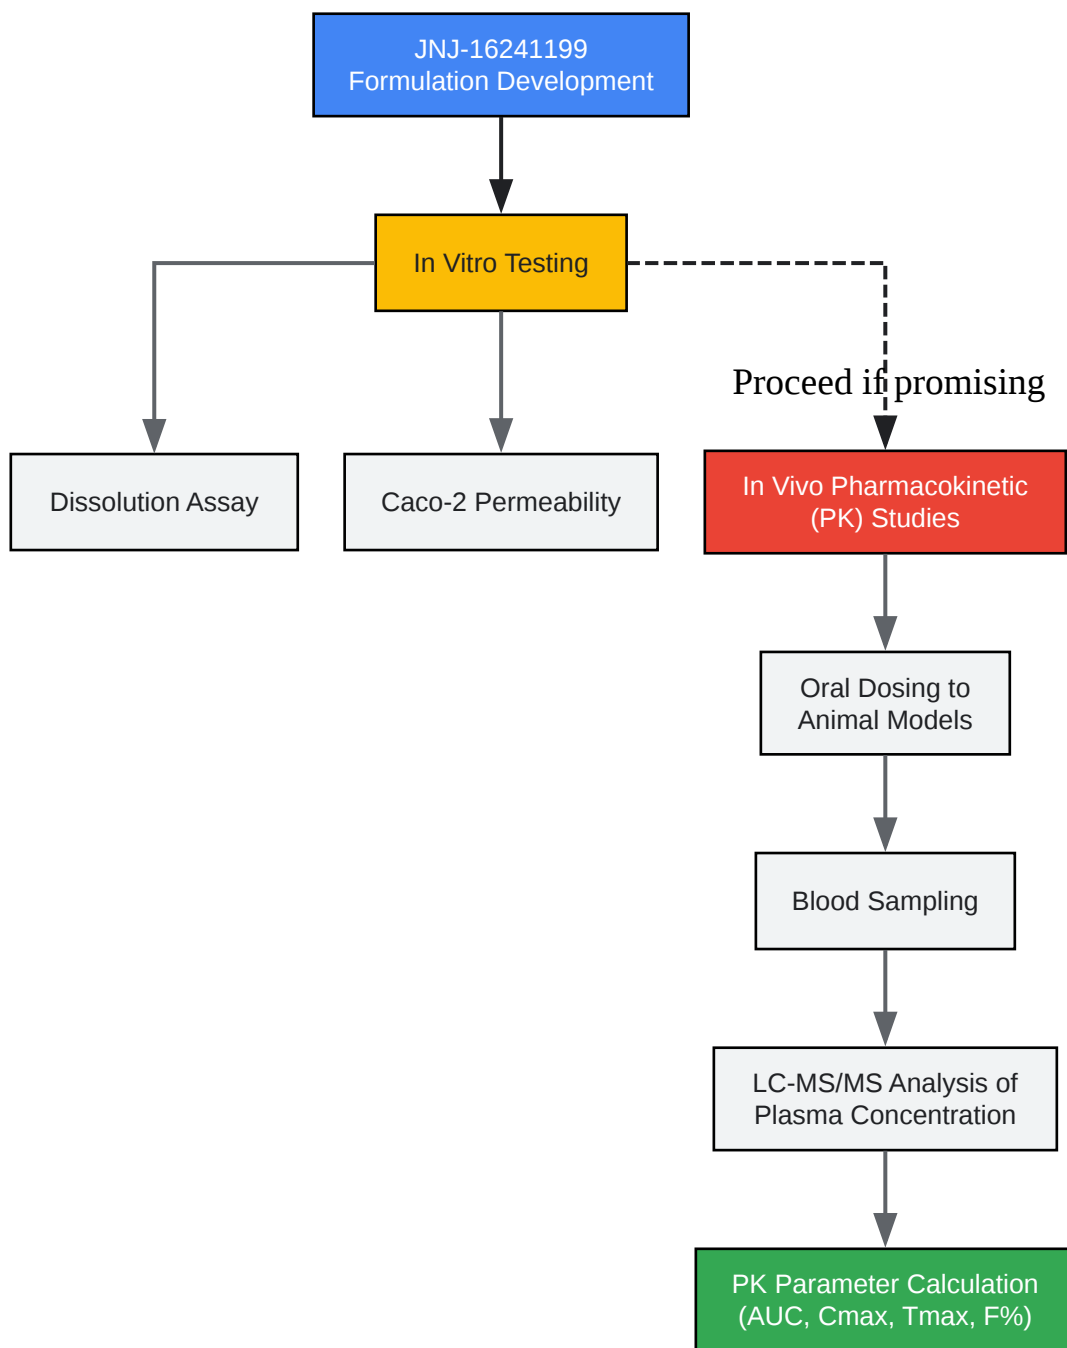 JNJ-16241199
Formulation Development
In Vitro Testing
Proceed if promising
Dissolution Assay
Caco-2 Permeability
In Vivo Pharmacokinetic
(PK) Studies
Oral Dosing to
Animal Models
Blood Sampling
LC-MS/MS Analysis of
Plasma Concentration
PK Parameter Calculation
(AUC, Cmax, Tmax, F%)